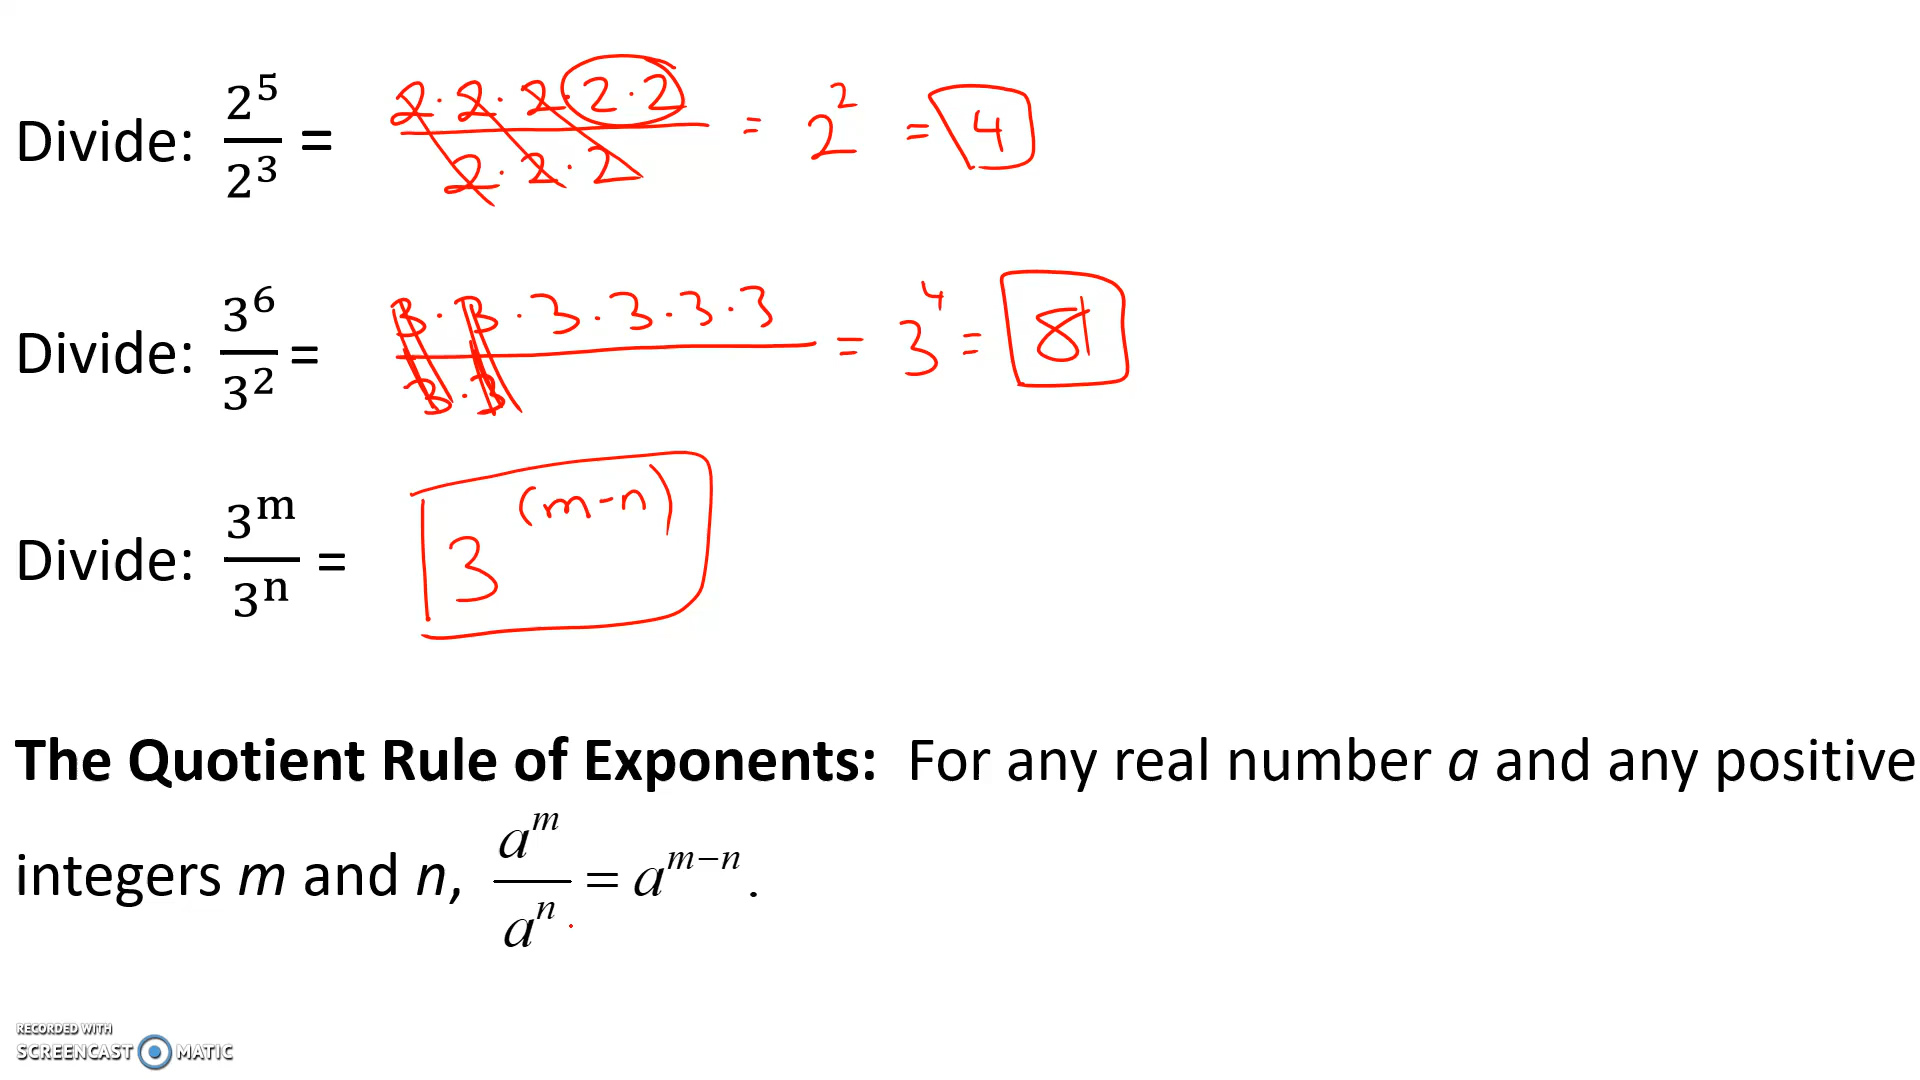 Divide: 2^5/2^3 = 2·2·2·2·2/2·2·2 = 2^2 = 4
Divide: 3^6/3^2 = 3·3·3·3·3·3/3·3 = 3^4 = 81
Divide: 3^m/3^n = 3^(m-n)
The Quotient Rule of Exponents: For any real number a and any positive
integers m and n, a^m/a^n = a^m-n.
RECORDED WITH
SCREENCAST MATIC